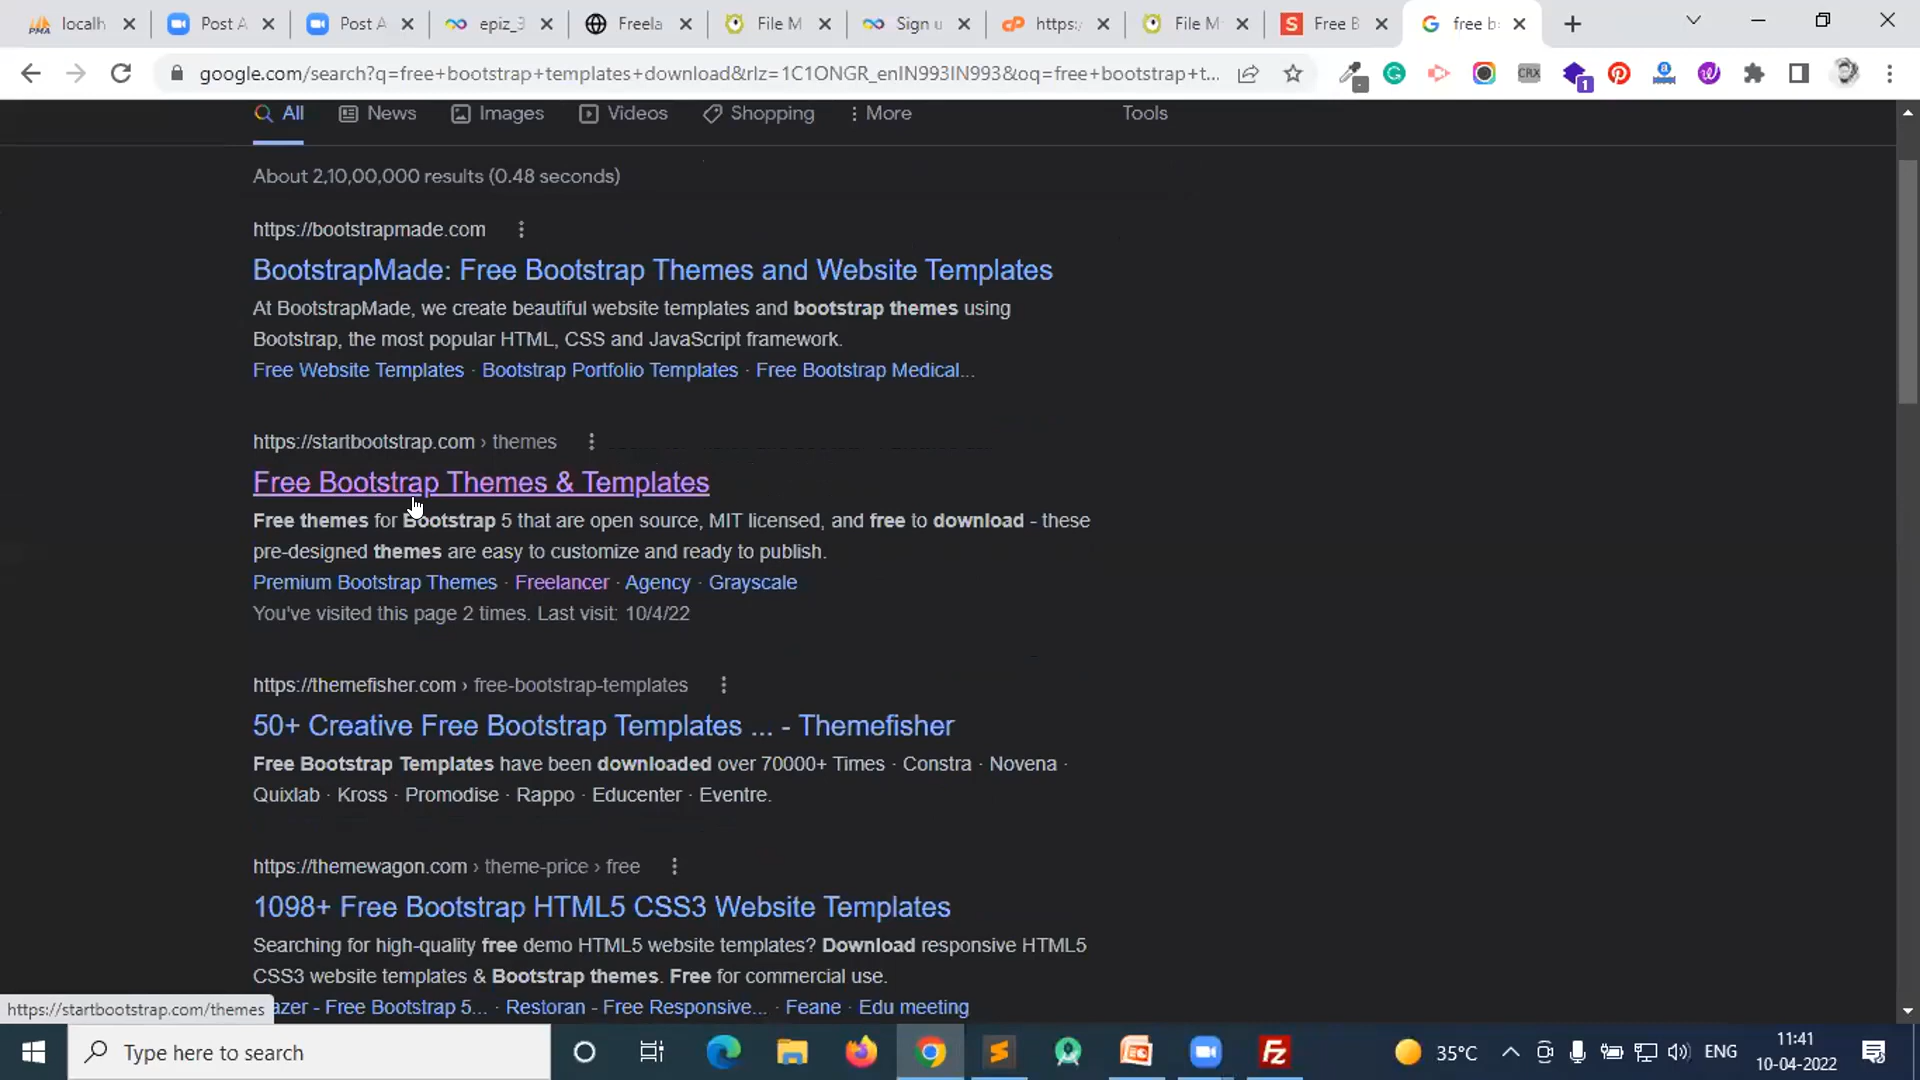 localh
Post A
Post A
epiz_3
Freela
File M
Sign u
https:/
File M
Free B
free b
google.com/search?q=free+bootstrap+templates+download&rlz=1C1ONGR_enIN993IN993&oq=free+bootstrap+t...
CRX
1
All News Images Videos Shopping More Tools
About 2,10,00,000 results (0.48 seconds)
https://bootstrapmade.com
BootstrapMade: Free Bootstrap Themes and Website Templates
At BootstrapMade, we create beautiful website templates and bootstrap themes using
Bootstrap, the most popular HTML, CSS and JavaScript framework.
Free Website Templates · Bootstrap Portfolio Templates · Free Bootstrap Medical...
https://startbootstrap.com › themes
Free Bootstrap Themes & Templates
Free themes for Bootstrap 5 that are open source, MIT licensed, and free to download - these
pre-designed themes are easy to customize and ready to publish.
Premium Bootstrap Themes · Freelancer · Agency · Grayscale
You've visited this page 2 times. Last visit: 10/4/22
https://themefisher.com › free-bootstrap-templates
50+ Creative Free Bootstrap Templates ... - Themefisher
Free Bootstrap Templates have been downloaded over 70000+ Times · Constra · Novena ·
Quixlab · Kross · Promodise · Rappo · Educenter · Eventre.
https://themewagon.com › theme-price › free
1098+ Free Bootstrap HTML5 CSS3 Website Templates
Searching for high-quality free demo HTML5 website templates? Download responsive HTML5
CSS3 website templates & Bootstrap themes. Free for commercial use.
azer - Free Bootstrap 5... · Restoran - Free Responsive... · Feane · Edu meeting
https://startbootstrap.com/themes
Type here to search
35°C
ENG
11:41
10-04-2022